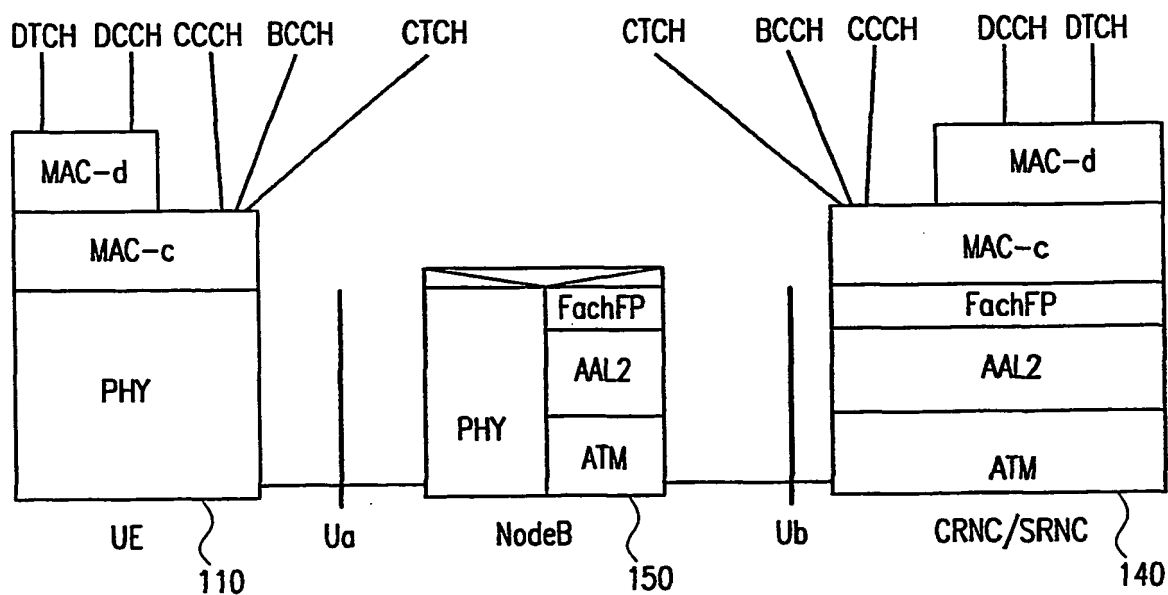 DTCH DCCH CCCH BCCH CTCH CTCH BCCH CCCH DCCH DTCH
MAC-d MAC-d
MAC-c MAC-c
FachFP FachFP
PHY AAL2 AAL2
PHY ATM ATM
UE Ua NodeB Ub CRNC/SRNC
110 150 140